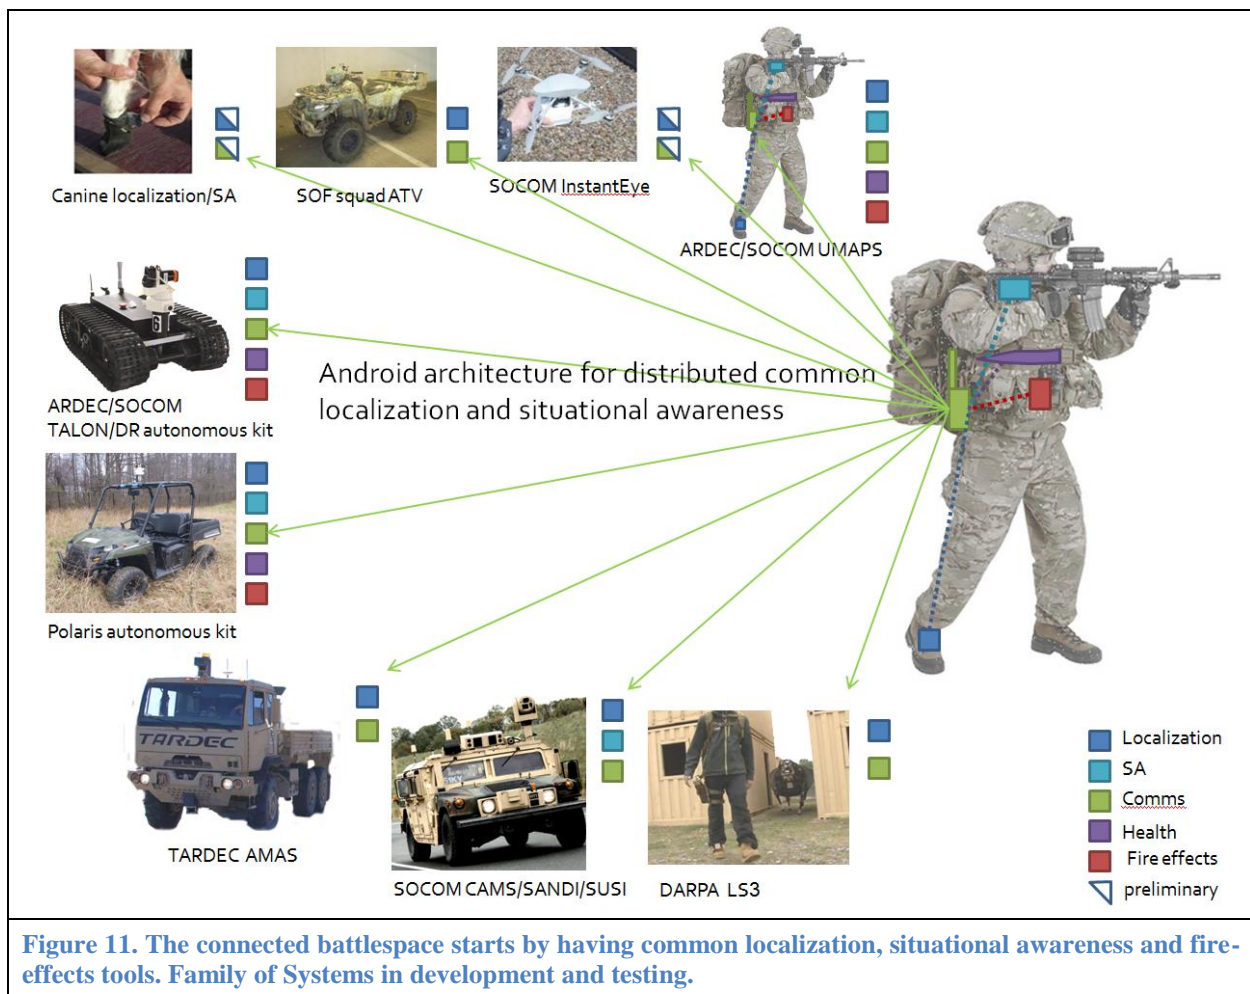 Canine localization/SA
SOF squad ATV
SOCOM InstantEye
ARDEC/SOCOM UMAPS
ARDEC/SOCOM
TALON/DR autonomous kit
Android architecture for distributed common
localization and situational awareness
Polaris autonomous kit
TARDEC
TARDEC AMAS
SOCOM CAMS/SANDI/SUSI
DARPA LS3
Localization
SA
Comms
Health
Fire effects
preliminary
Figure 11. The connected battlespace starts by having common localization, situational awareness and fire-
effects tools. Family of Systems in development and testing.